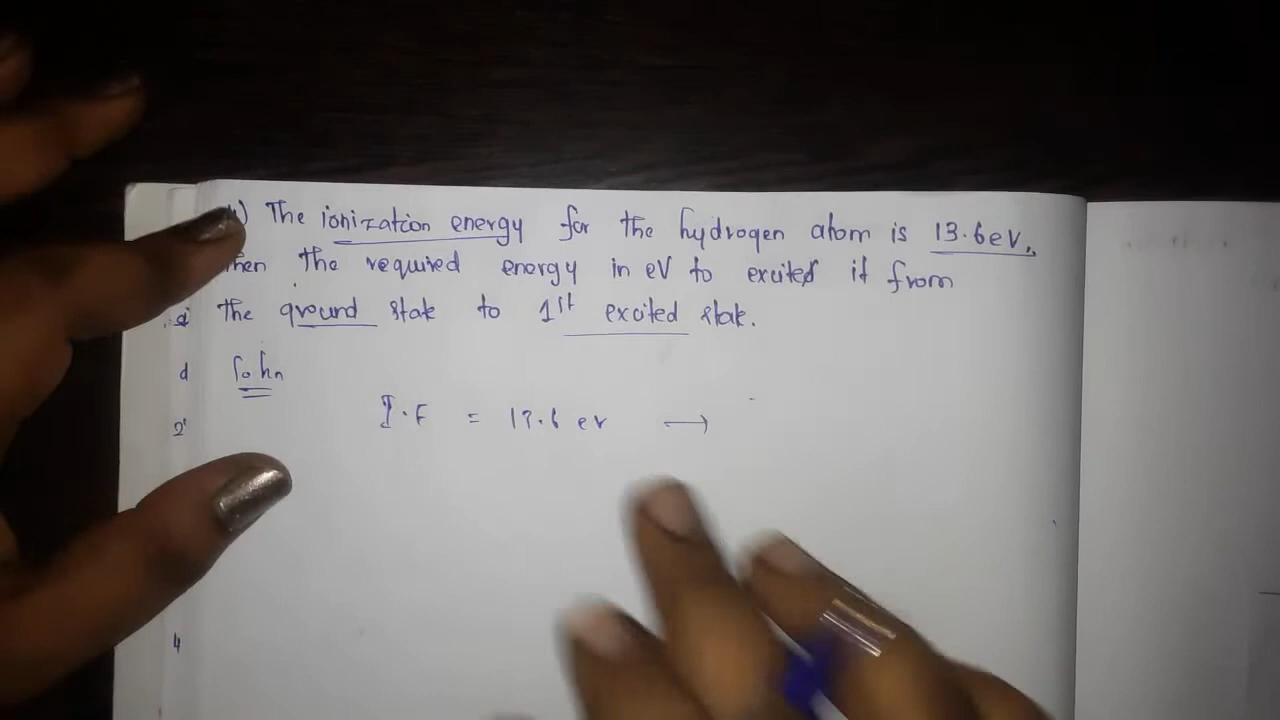 The ionization energy for the hydrogen atom is 13.6eV,
then the required energy in eV to excited it from
the ground state to 1st excited state.
Soln
I.E = 13.6 ev →